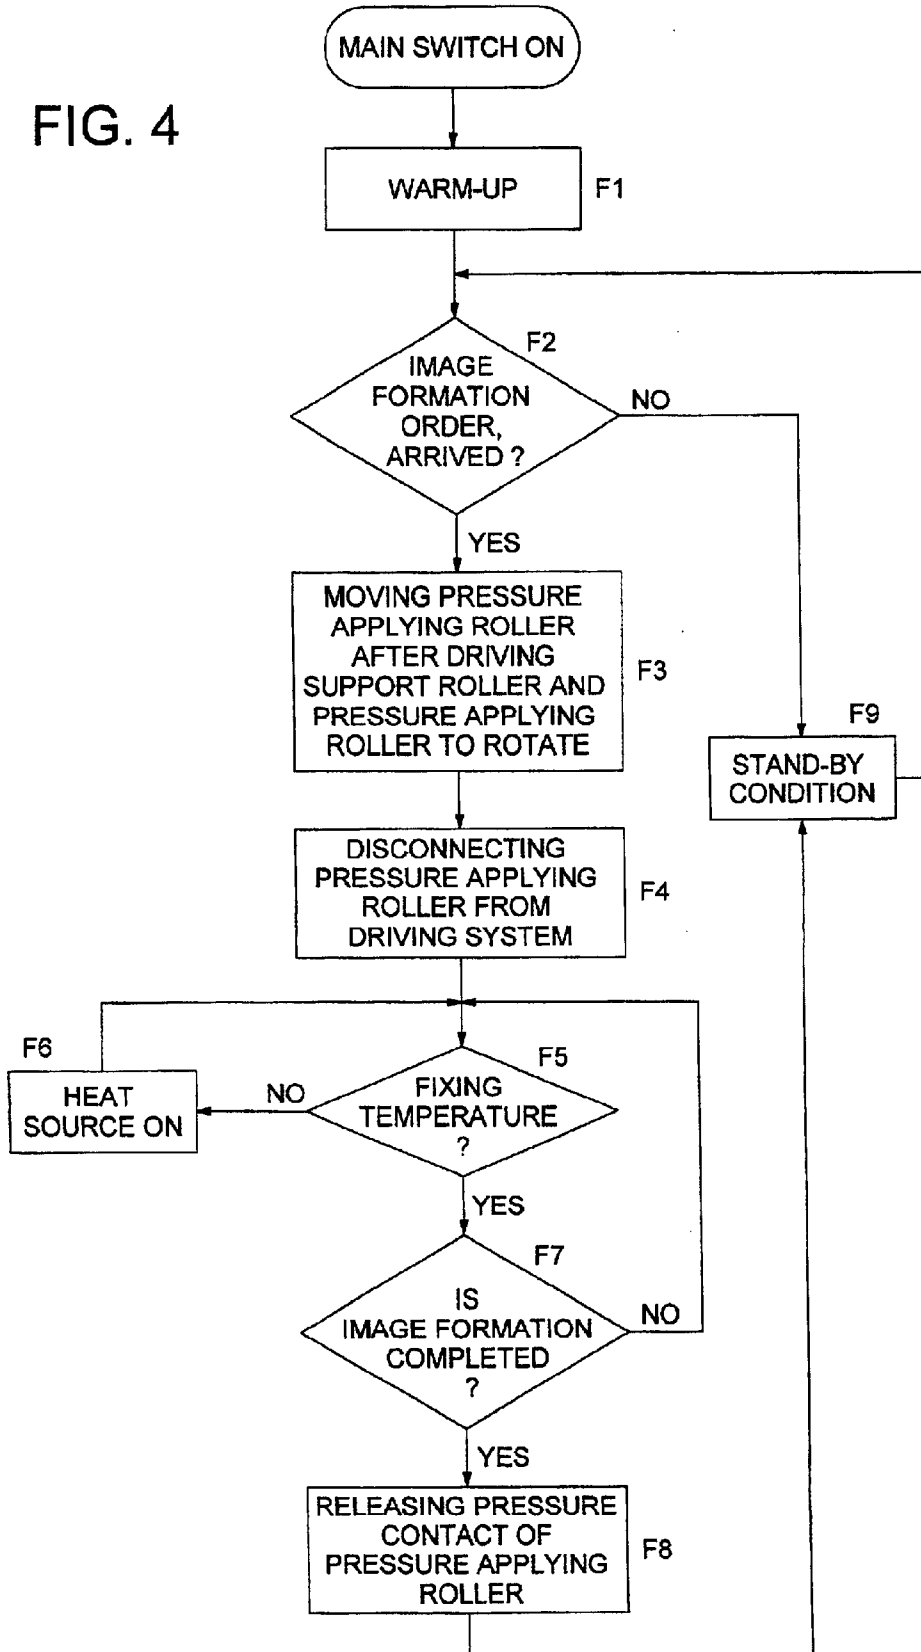 MAIN SWITCH ON
FIG. 4
WARM-UP
F1
F2
IMAGE
FORMATION
ORDER,
ARRIVED ?
NO
YES
MOVING PRESSURE
APPLYING ROLLER
AFTER DRIVING
SUPPORT ROLLER AND
PRESSURE APPLYING
ROLLER TO ROTATE
F3
F9
STAND-BY
CONDITION
DISCONNECTING
PRESSURE APPLYING
ROLLER FROM
DRIVING SYSTEM
F4
F6
HEAT
SOURCE ON
NO
F5
FIXING
TEMPERATURE
?
YES
F7
IS
IMAGE FORMATION
COMPLETED
?
NO
YES
RELEASING PRESSURE
CONTACT OF
PRESSURE APPLYING
ROLLER
F8